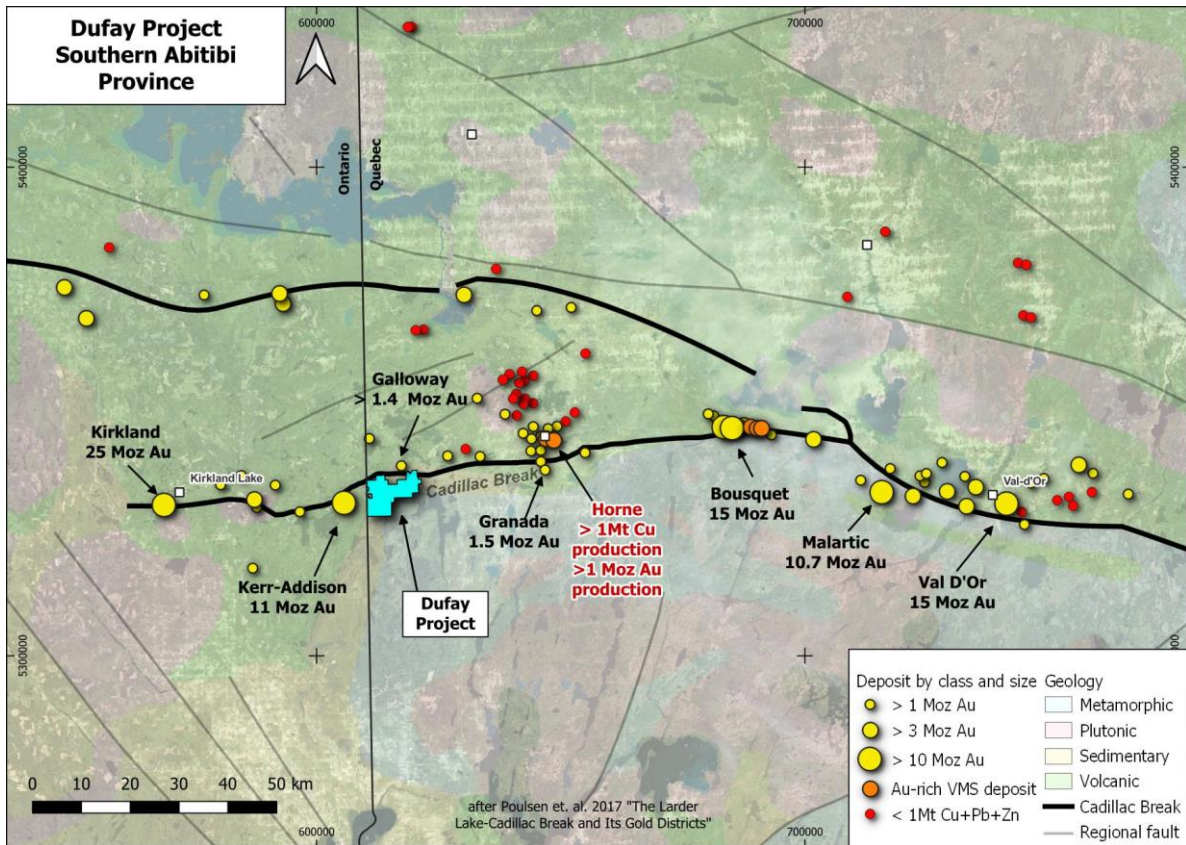 Dufay Project
Southern Abitibi
Province
600000
700000
5400000
5400000
Ontario
Quebec
Galloway
> 1.4 Moz Au
Kirkland
25 Moz Au
Kirkland Lake
Cadillac Break
Kerr-Addison
11 Moz Au
Dufay
Project
Granada
1.5 Moz Au
Horne
> 1Mt Cu
production
>1 Moz Au
production
Bousquet
15 Moz Au
Malartic
10.7 Moz Au
Val-d'Or
Val D'Or
15 Moz Au
5300000
0 10 20 30 40 50 km
after Poulsen et. al. 2017 "The Larder
Lake-Cadillac Break and Its Gold Districts"
600000
700000
Deposit by class and size
> 1 Moz Au
> 3 Moz Au
> 10 Moz Au
Au-rich VMS deposit
< 1Mt Cu+Pb+Zn
Geology
Metamorphic
Plutonic
Sedimentary
Volcanic
Cadillac Break
Regional fault